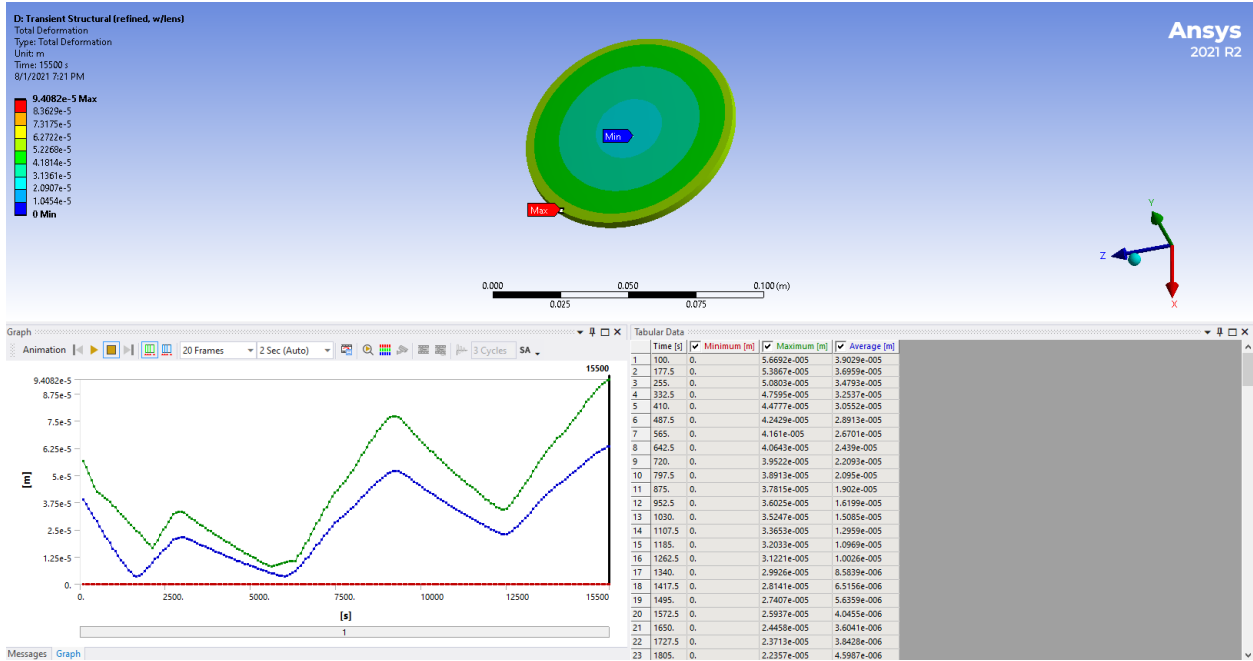 D: Transient Structural (refined, w/lens)
Total Deformation
Type: Total Deformation
Unit: m
Time: 15500 s
8/1/2021 7:21 PM
9.4082e-5 Max
8.3629e-5
7.3175e-5
6.2722e-5
5.2268e-5
4.1814e-5
3.1361e-5
2.0907e-5
1.0454e-5
0 Min
Ansys
2021 R2
Min
Max
Y
Z
X
0.000 0.050 0.100 (m)
0.025 0.075
Graph
Animation 20 Frames 2 Sec (Auto) 3 Cycles SA
15500
9.4082e-5
8.75e-5
7.5e-5
6.25e-5
5.e-5
3.75e-5
2.5e-5
1.25e-5
0.
[m]
0. 2500. 5000. 7500. 10000 12500 15500
[s]
1
Messages Graph
Tabular Data
Time [s] Minimum [m] Maximum [m] Average [m]
1 100. 0. 5.6692e-005 3.9029e-005
2 177.5 0. 5.3867e-005 3.6959e-005
3 255. 0. 5.0803e-005 3.4793e-005
4 332.5 0. 4.7595e-005 3.2537e-005
5 410. 0. 4.4777e-005 3.0552e-005
6 487.5 0. 4.2429e-005 2.8913e-005
7 565. 0. 4.161e-005 2.6701e-005
8 642.5 0. 4.0643e-005 2.439e-005
9 720. 0. 3.9522e-005 2.2093e-005
10 797.5 0. 3.8913e-005 2.095e-005
11 875. 0. 3.7815e-005 1.902e-005
12 952.5 0. 3.6025e-005 1.6199e-005
13 1030. 0. 3.5247e-005 1.5085e-005
14 1107.5 0. 3.3653e-005 1.2959e-005
15 1185. 0. 3.2033e-005 1.0969e-005
16 1262.5 0. 3.1221e-005 1.0026e-005
17 1340. 0. 2.9926e-005 8.5839e-006
18 1417.5 0. 2.8141e-005 6.5156e-006
19 1495. 0. 2.7407e-005 5.6359e-006
20 1572.5 0. 2.5937e-005 4.0455e-006
21 1650. 0. 2.4458e-005 3.6041e-006
22 1727.5 0. 2.3713e-005 3.8428e-006
23 1805. 0. 2.2357e-005 4.5987e-006